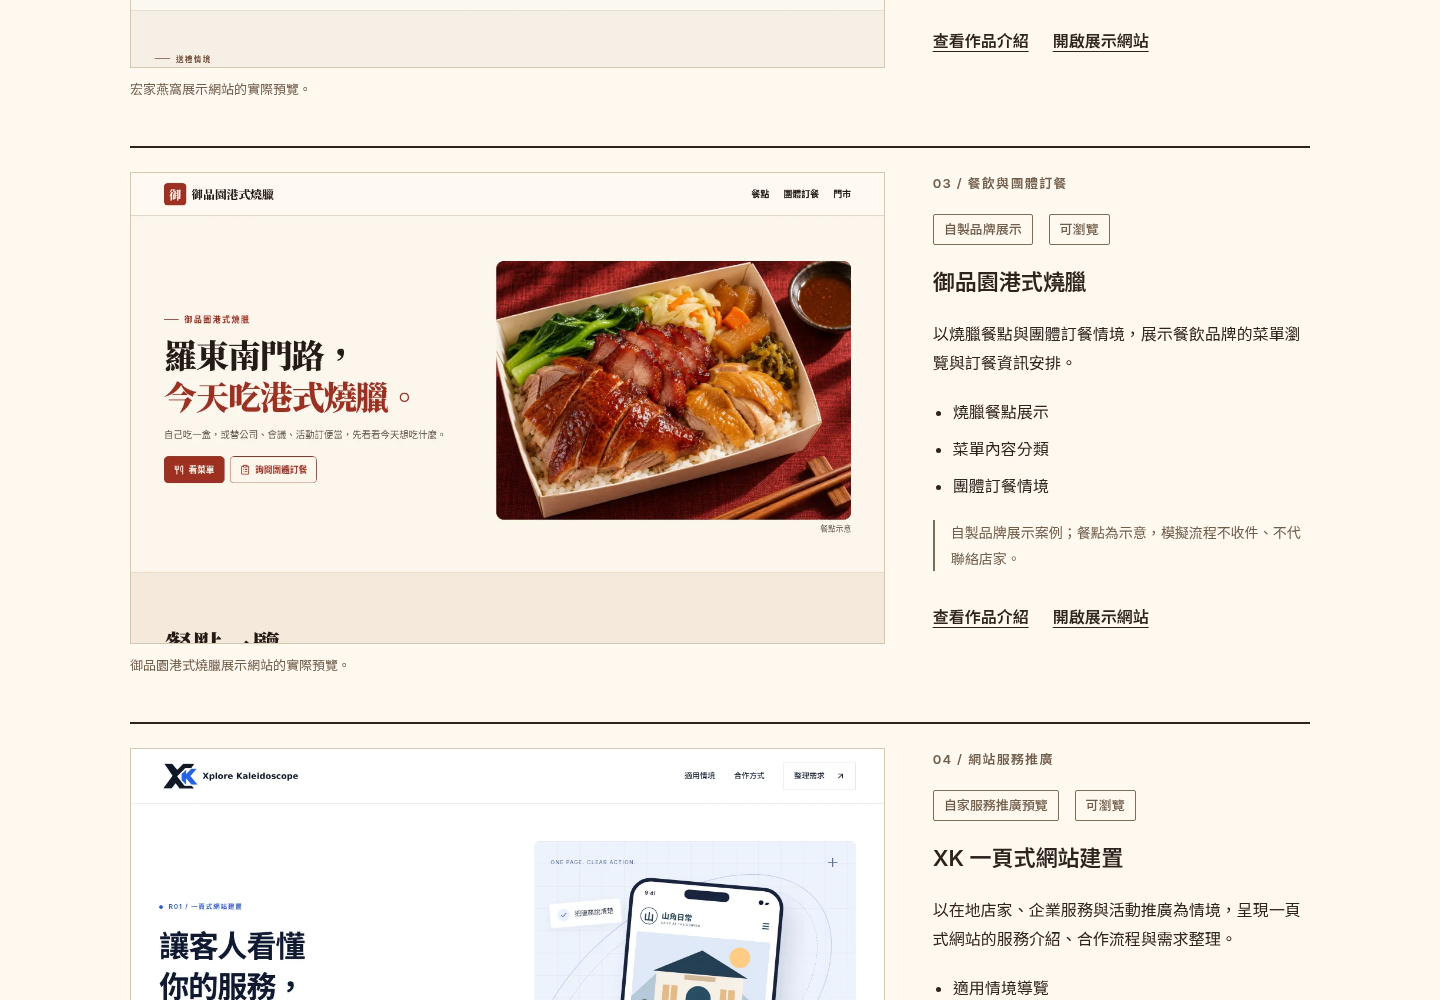 送禮情境
查看作品介紹
開啟展示網站
宏家燕窩展示網站的實際預覽。
御 御品園港式燒臘
餐點
團體訂餐
門市
御品園港式燒臘
羅東南門路，
今天吃港式燒臘。
自己吃一盒，或替公司、會議、活動訂便當，先看看今天想吃什麼。
看菜單
詢問團體訂餐
餐點示意
御品園港式燒臘展示網站的實際預覽。
03 / 餐飲與團體訂餐
自製品牌展示
可瀏覽
御品園港式燒臘
以燒臘餐點與團體訂餐情境，展示餐飲品牌的菜單瀏
覽與訂餐資訊安排。
燒臘餐點展示
菜單內容分類
團體訂餐情境
自製品牌展示案例；餐點為示意，模擬流程不收件、不代
聯絡店家。
查看作品介紹
開啟展示網站
XK Xplore Kaleidoscope
適用情境
合作方式
整理需求
ONE PAGE. CLEAR ACTION.
R01 / 一頁式網站建置
讓客人看懂
你的服務，
9:41
山 山角日常
04 / 網站服務推廣
自家服務推廣預覽
可瀏覽
XK 一頁式網站建置
以在地店家、企業服務與活動推廣為情境，呈現一頁
式網站的服務介紹、合作流程與需求整理。
適用情境導覽